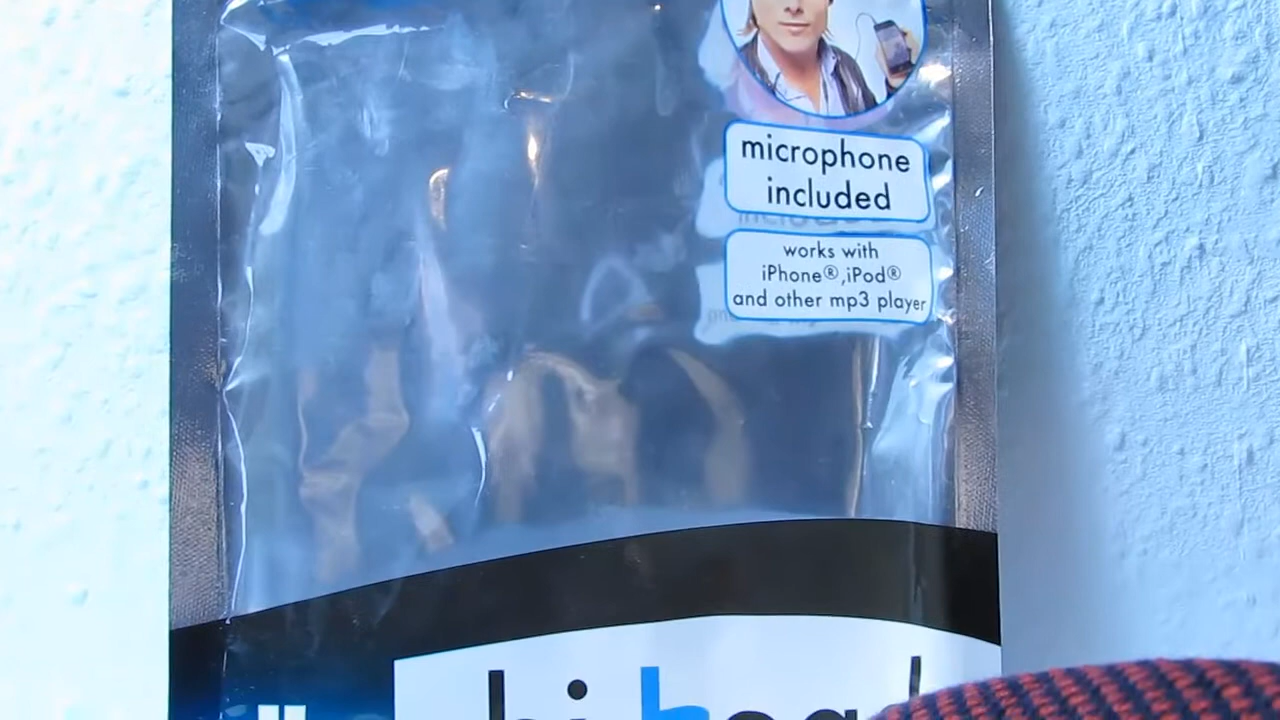 microphone
included
works with
iPhone®,iPod®
and other mp3 player